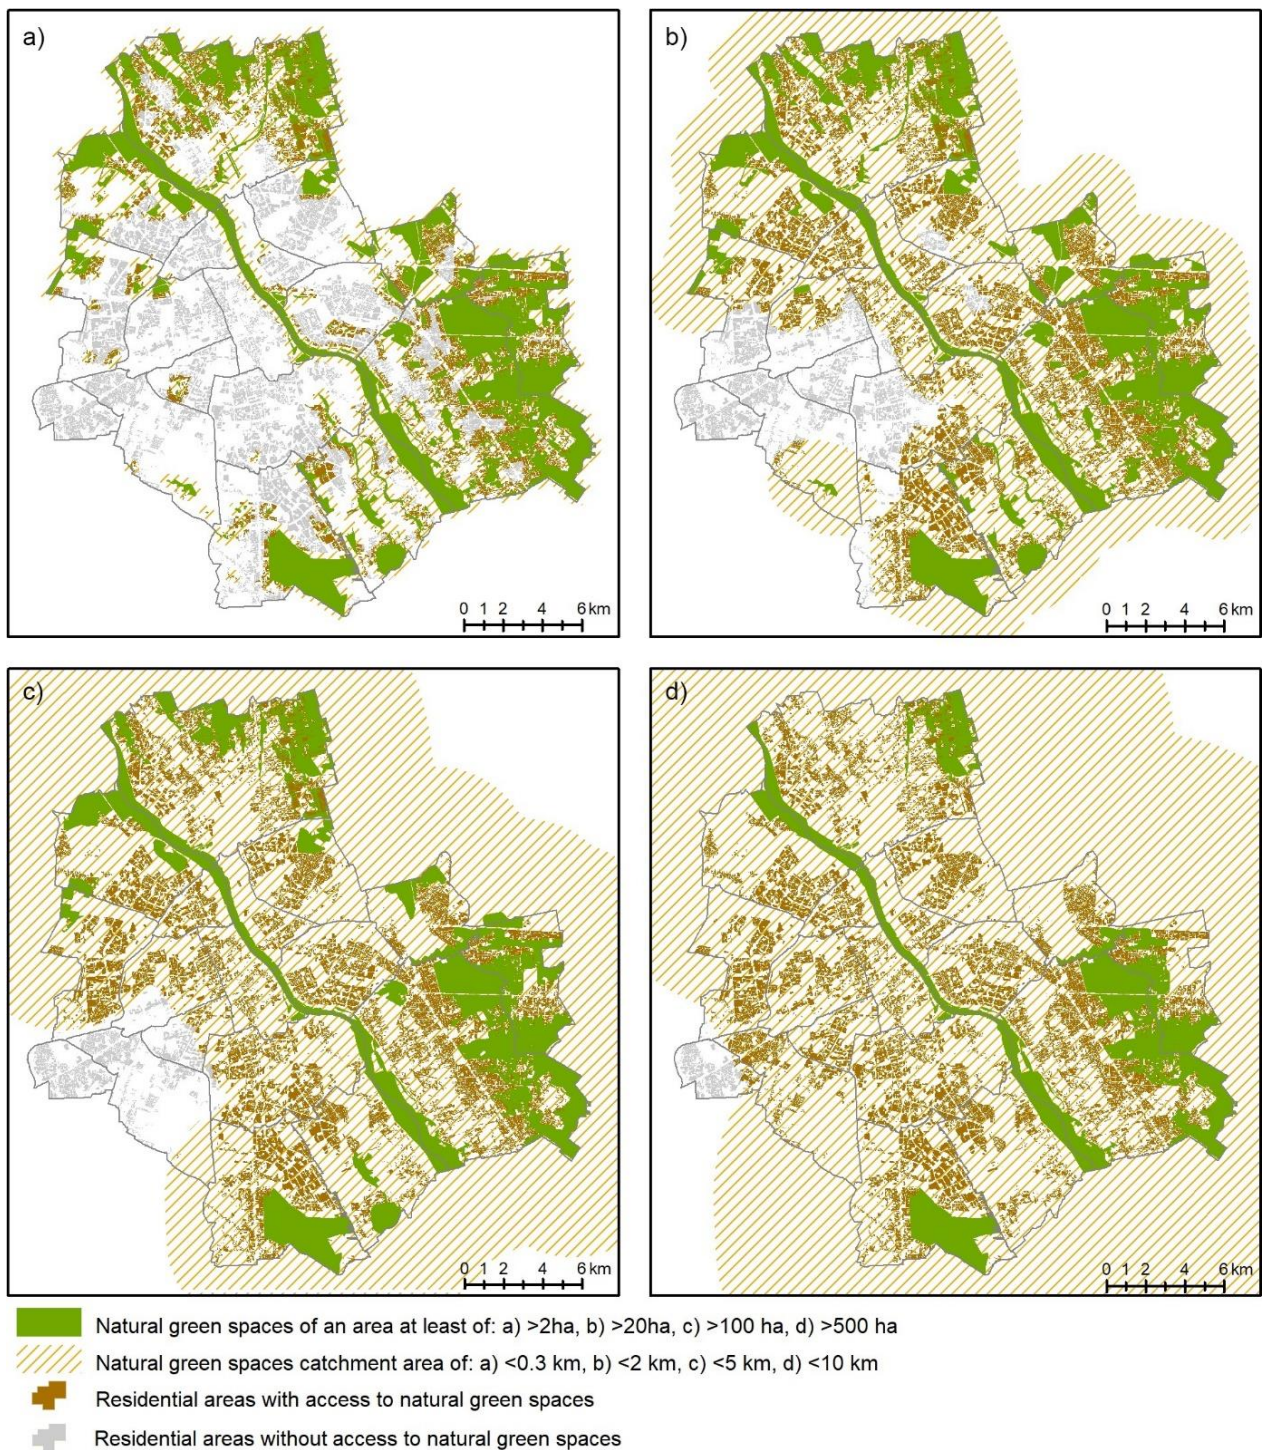 a)
0 1 2 4 6 km
b)
0 1 2 4 6 km
c)
0 1 2 4 6 km
d)
0 1 2 4 6 km
Natural green spaces of an area at least of: a) >2ha, b) >20ha, c) >100 ha, d) >500 ha
Natural green spaces catchment area of: a) <0.3 km, b) <2 km, c) <5 km, d) <10 km
Residential areas with access to natural green spaces
Residential areas without access to natural green spaces